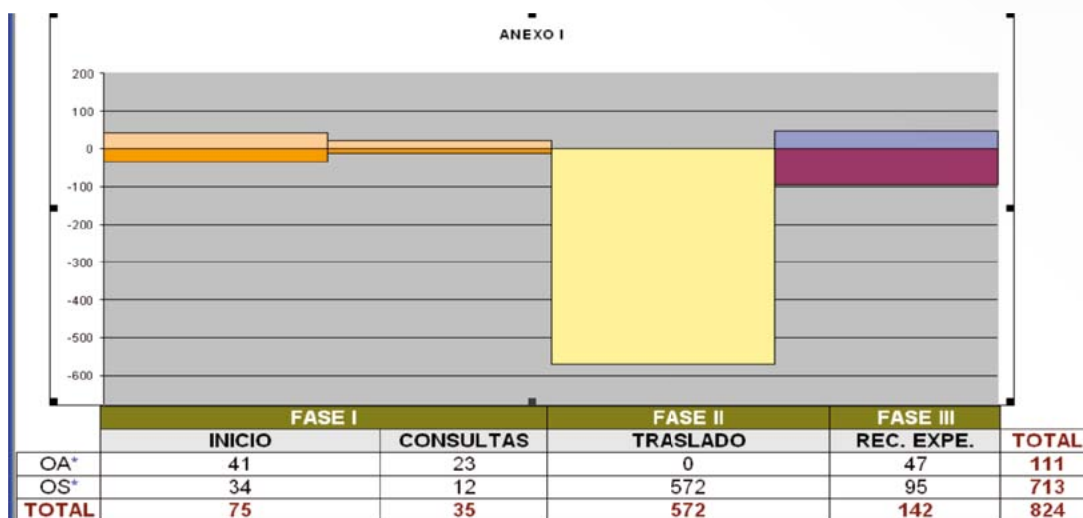 ANEXO I
200
100
0
-100
-200
-300
-400
-500
-600
FASE I FASE II FASE III
INICIO CONSULTAS TRASLADO REC. EXPE. TOTAL
OA* 41 23 0 47 111
OS* 34 12 572 95 713
TOTAL 75 35 572 142 824